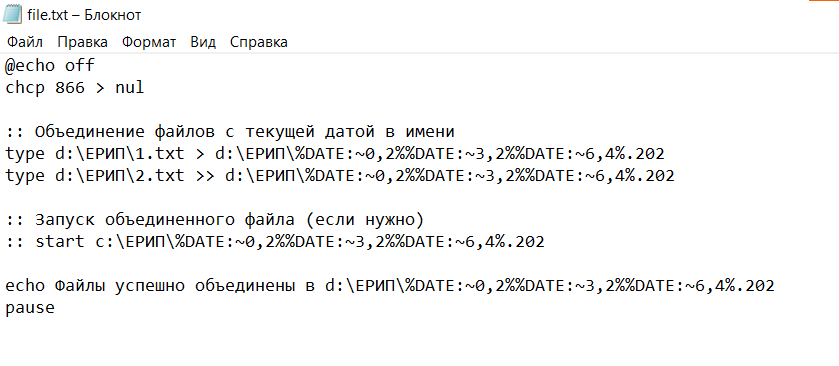 file.txt – Блокнот
Файл Правка Формат Вид Справка
@echo off
chcp 866 > nul
:: Объединение файлов с текущей датой в имени
type d:\ЕРИП\1.txt > d:\ЕРИП\%DATE:~0,2%%DATE:~3,2%%DATE:~6,4%.202
type d:\ЕРИП\2.txt >> d:\ЕРИП\%DATE:~0,2%%DATE:~3,2%%DATE:~6,4%.202
:: Запуск объединенного файла (если нужно)
:: start c:\ЕРИП\%DATE:~0,2%%DATE:~3,2%%DATE:~6,4%.202
echo Файлы успешно объединены в d:\ЕРИП\%DATE:~0,2%%DATE:~3,2%%DATE:~6,4%.202
pause